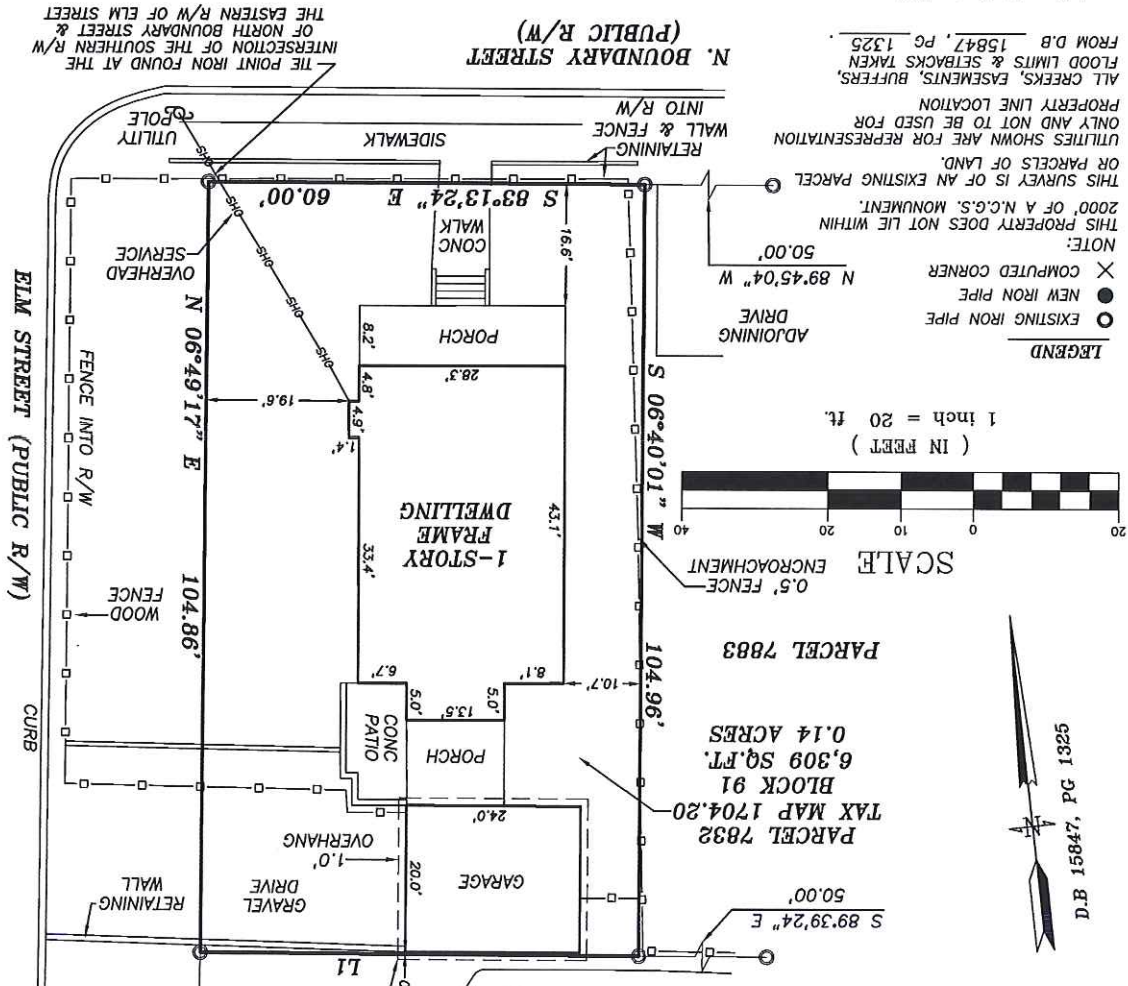 THE EASTERN R/W OF ELM STREET
OF NORTH BOUNDARY STREET &
INTERSECTION OF THE SOUTHERN R/W
TIE POINT IRON FOUND AT THE
N. BOUNDARY STREET
(PUBLIC R/W)
FROM D.B 15847, PG 1325.
FLOOD LIMITS & SETBACKS TAKEN
ALL CREEKS, EASEMENTS, BUFFERS,
PROPERTY LINE LOCATION
ONLY AND NOT TO BE USED FOR
UTILITIES SHOWN ARE FOR REPRESENTATION
OR PARCELS OF LAND.
THIS SURVEY IS OF AN EXISTING PARCEL
2000' OF A N.C.G.S. MONUMENT.
THIS PROPERTY DOES NOT LIE WITHIN
NOTE:
COMPUTED CORNER
NEW IRON PIPE
EXISTING IRON PIPE
LEGEND
UTILITY
POLE
SIDEWALK
RETAINING
WALL & FENCE
INTO R/W
S 83°13'24" E 60.00'
OHS
OHS
OHS
OHS
OHS
OVERHEAD
SERVICE
CONC
WALK
16.6'
N 89°45'04" W
50.00'
ADJOINING
DRIVE
PORCH
8.2'
28.3'
4.8'
4.9'
1.4'
19.6'
N 06°49'17" E 104.86'
S 06°40'01" W 104.96'
ELM STREET (PUBLIC R/W)
FENCE INTO R/W
WOOD
FENCE
CURB
1-STORY
FRAME
DWELLING
43.1'
33.4'
1 inch = 20 ft.
( IN FEET )
20 0 10 20 40
SCALE
0.5' FENCE
ENCROACHMENT
PARCEL 7883
6.7'
8.1'
10.7'
5.0'
5.0'
13.5'
CONC
PATIO
PORCH
24.0'
PARCEL 7832
TAX MAP 1704.20
BLOCK 91
6,309 SQ.FT.
0.14 ACRES
1.0'
OVERHANG
20.0'
GARAGE
GRAVEL
DRIVE
RETAINING
WALL
S 89°39'24" E
50.00'
L1
N
D.B 15847, PG 1325